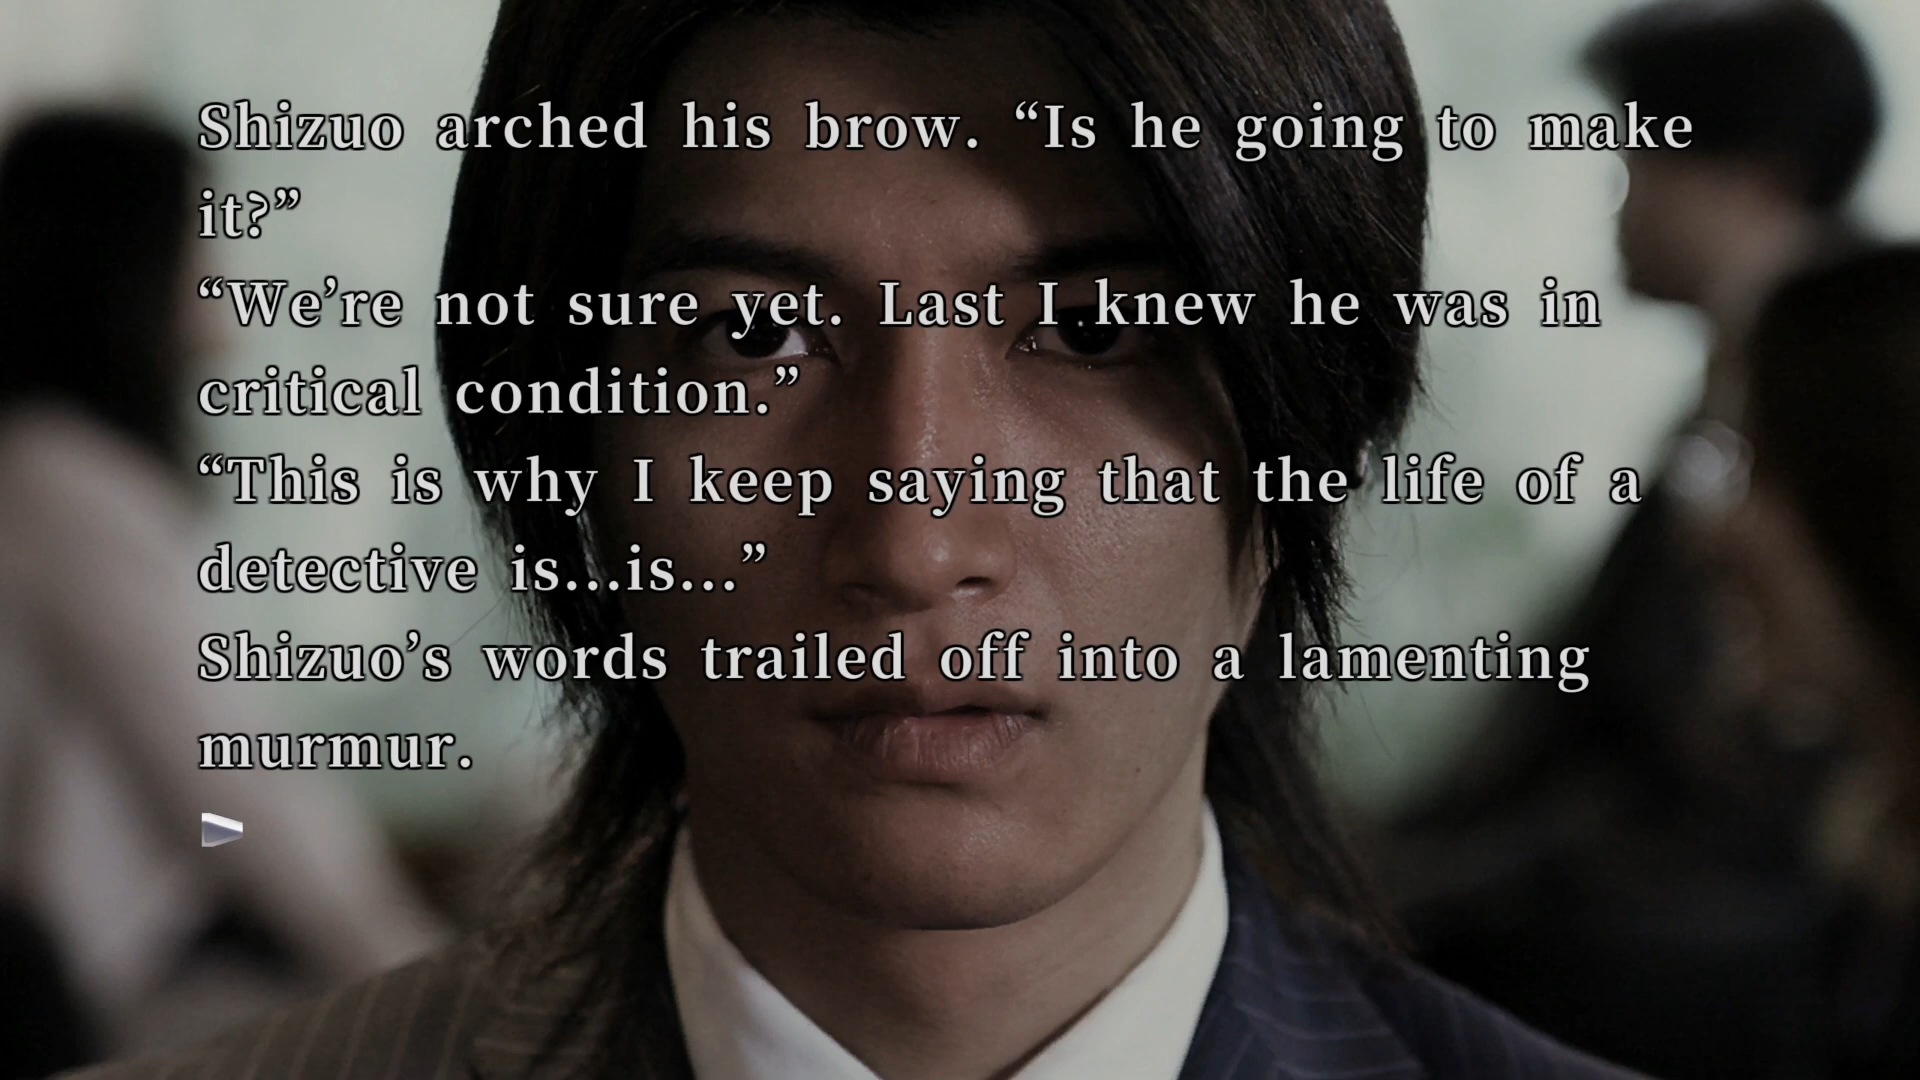 Shizuo arched his brow. “Is he going to make
it?”
“We’re not sure yet. Last I knew he was in
critical condition.”
“This is why I keep saying that the life of a
detective is...is...”
Shizuo’s words trailed off into a lamenting
murmur.